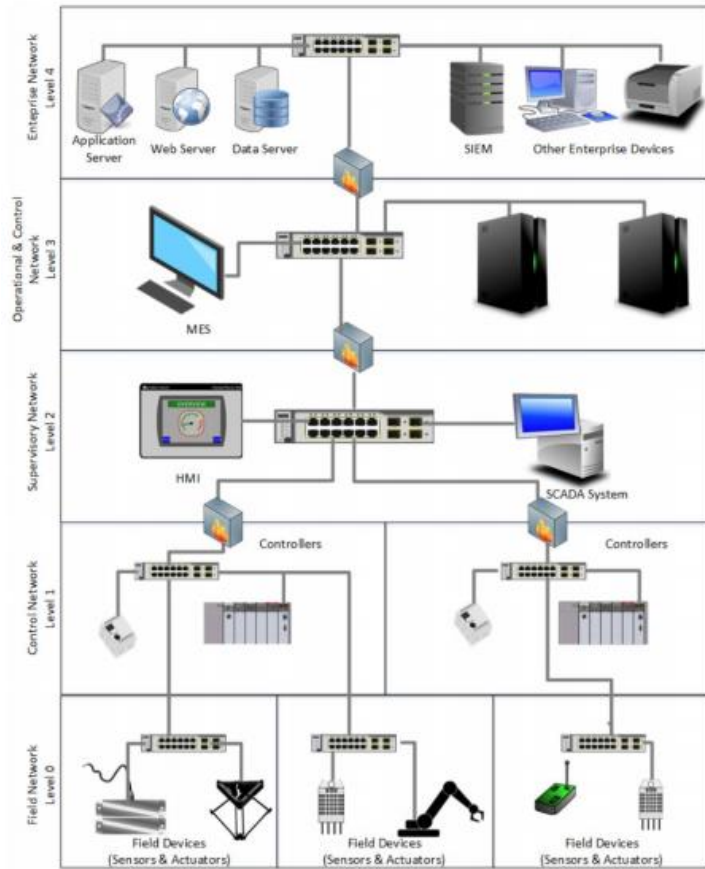 Enteprise Network
Level 4
Application
Server
Web Server
Data Server
SIEM
Other Enterprise Devices
Operational & Control
Network
Level 3
MES
Supervisory Network
Level 2
HMI
SCADA System
Control Network
Level 1
Controllers
Controllers
Field Network
Level 0
Field Devices
(Sensors & Actuators)
Field Devices
(Sensors & Actuators)
Field Devices
(Sensors & Actuators)